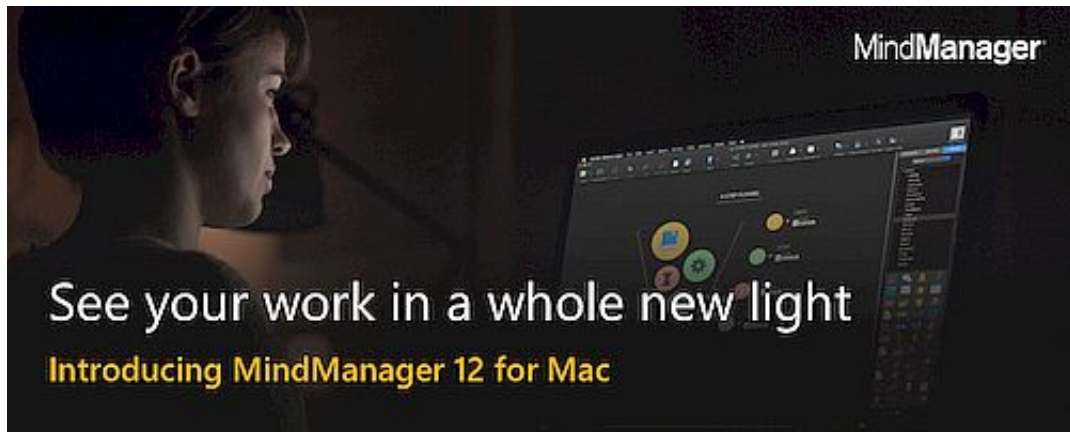 MindManager
See your work in a whole new light
Introducing MindManager 12 for Mac